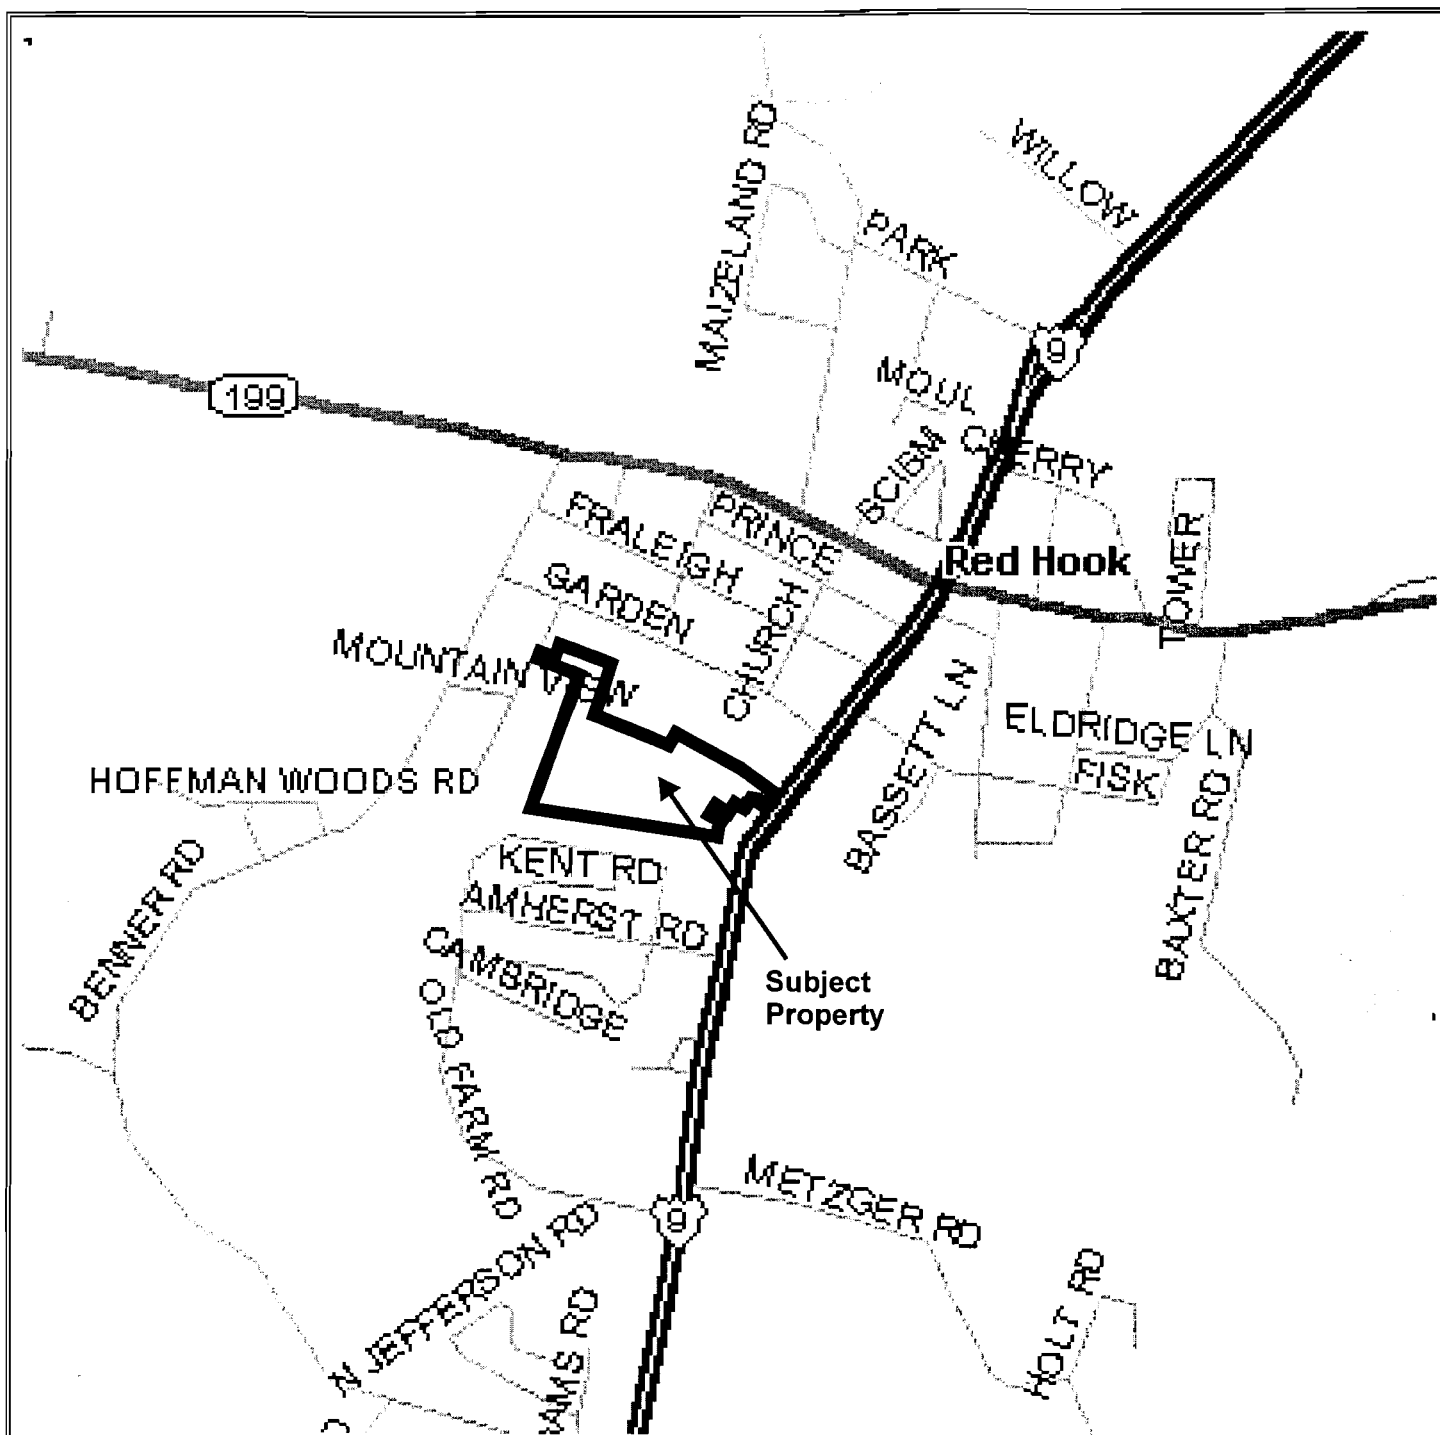 WILLOW
MAIZELAND RD
PARK
9
199
MOUL
CHERRY
PRINCE
FRALEIGH
TOWER
Red Hook
GARDEN
CHURCH
MOUNTAIN VIEW
BASSETT LN
ELDRIDGE LN
FISK
HOFFMAN WOODS RD
BAXTER RD
KENT RD
BENNER RD
AMHERST RD
CAMBRIDGE
Subject
Property
OLD FARM RD
METZGER RD
9
N JEFFERSON RD
HOLT RD
AMS RD